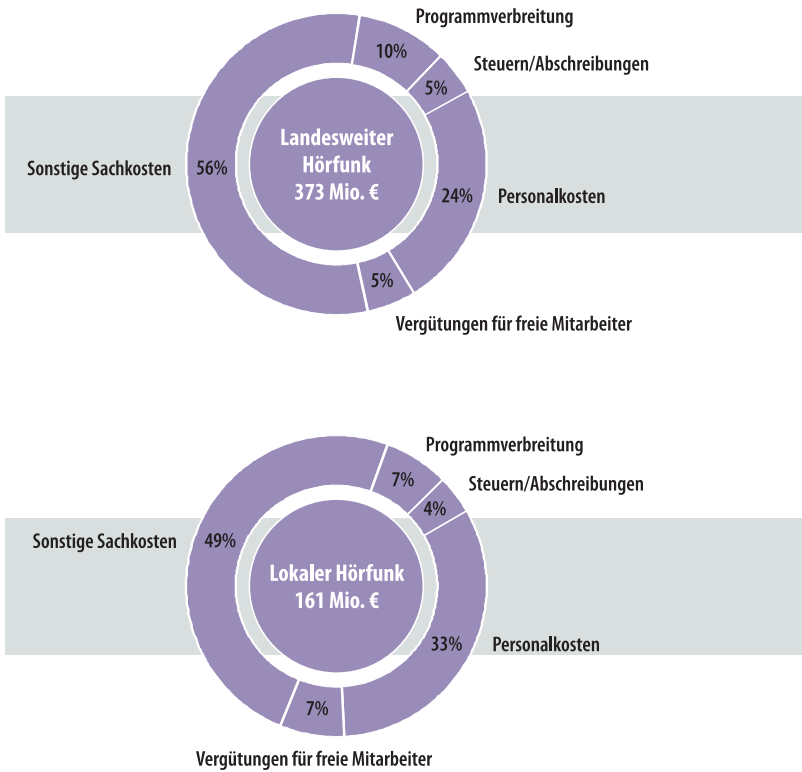 Programmverbreitung
10%
Steuern/Abschreibungen
5%
Landesweiter
Hörfunk
373 Mio. €
Sonstige Sachkosten
56%
24%
Personalkosten
5%
Vergütungen für freie Mitarbeiter
Programmverbreitung
7%
Steuern/Abschreibungen
4%
Sonstige Sachkosten
49%
Lokaler Hörfunk
161 Mio. €
33%
Personalkosten
7%
Vergütungen für freie Mitarbeiter